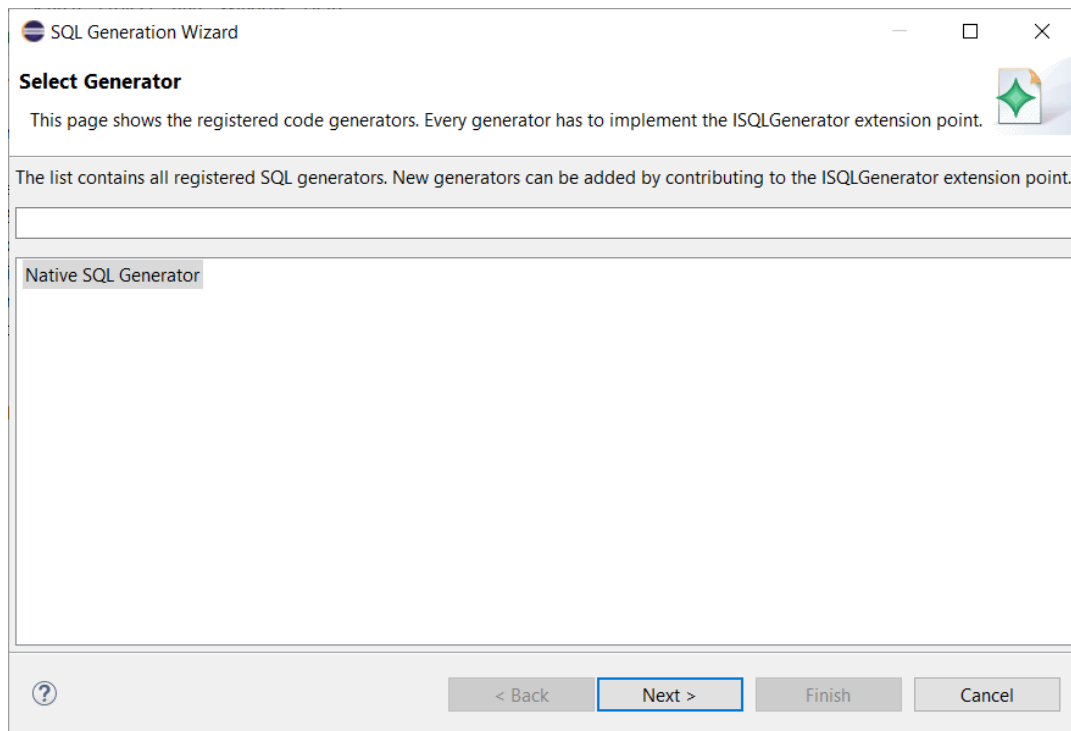 SQL Generation Wizard
Select Generator
This page shows the registered code generators. Every generator has to implement the ISQLGenerator extension point.
The list contains all registered SQL generators. New generators can be added by contributing to the ISQLGenerator extension point.
Native SQL Generator
< Back
Next >
Finish
Cancel